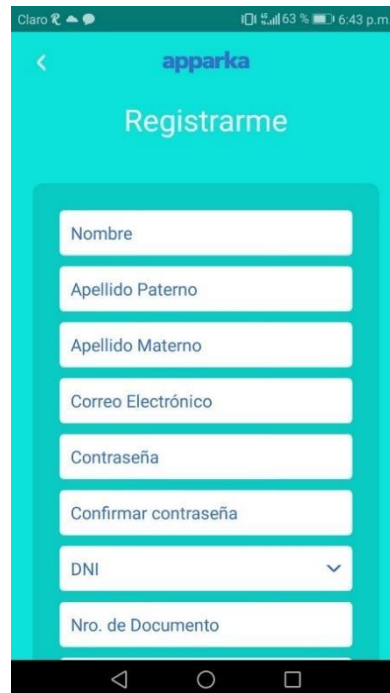 Claro 63 % 6:43 p.m.
apparka
Registrarme
Nombre
Apellido Paterno
Apellido Materno
Correo Electrónico
Contraseña
Confirmar contraseña
DNI
Nro. de Documento